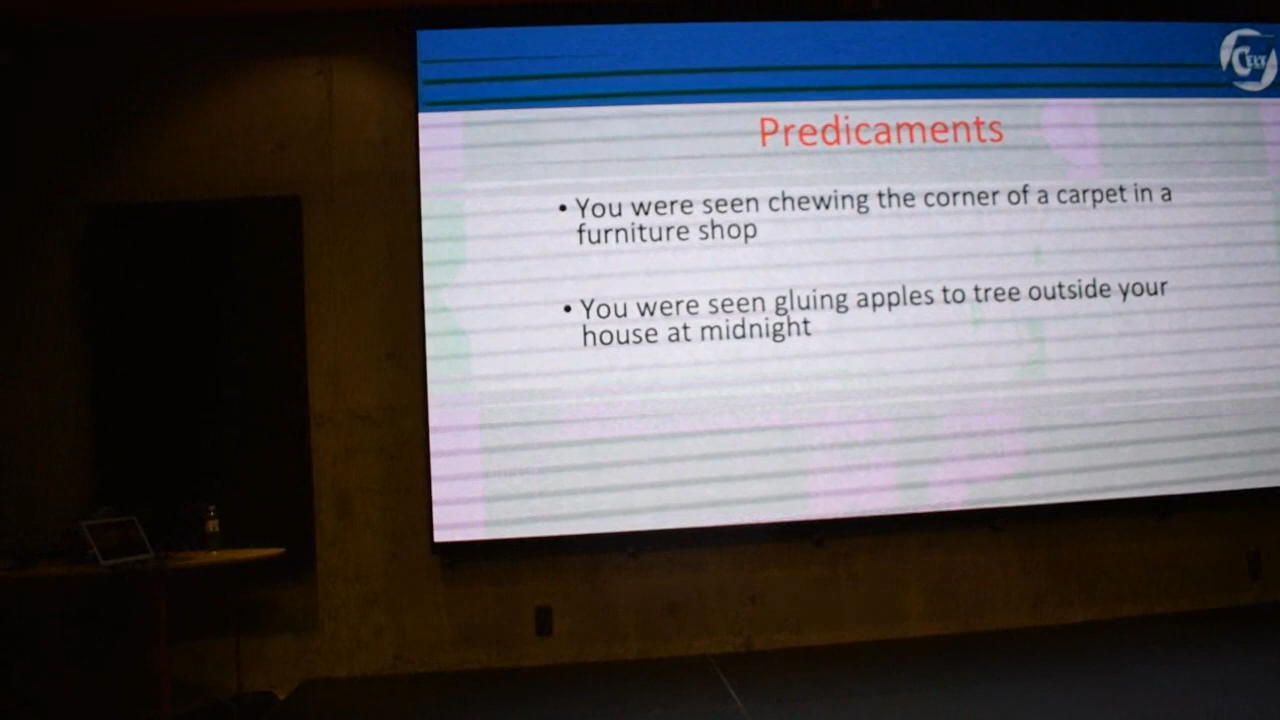 CELT
Predicaments
• You were seen chewing the corner of a carpet in a
furniture shop
• You were seen gluing apples to tree outside your
house at midnight